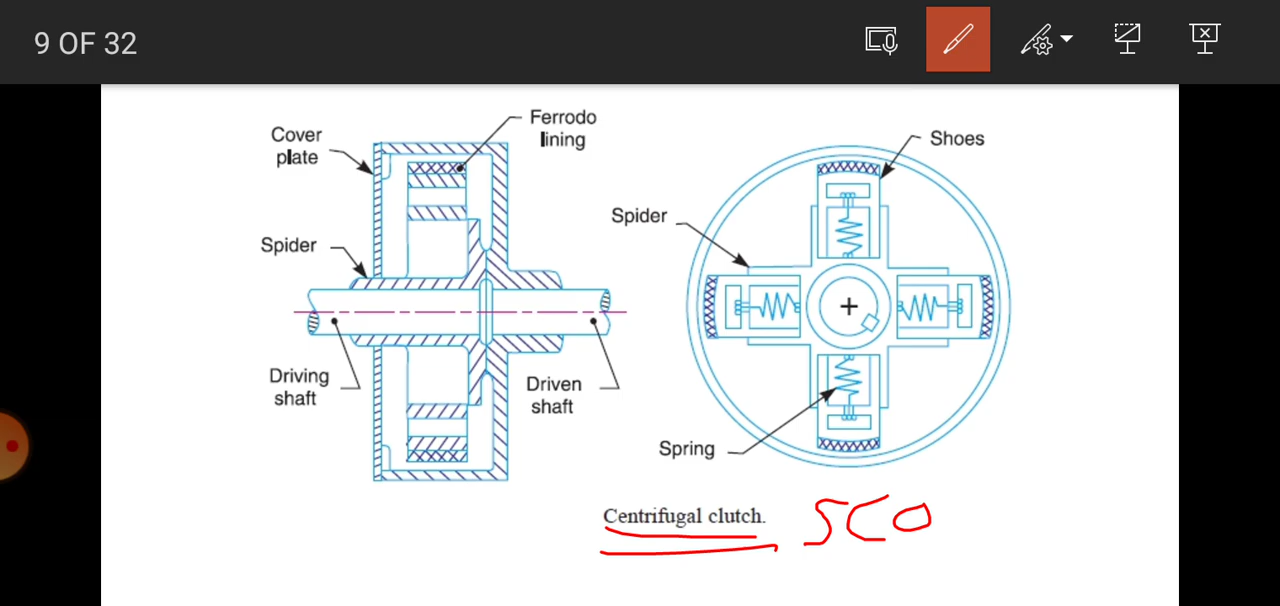 9 OF 32
Cover
plate
Ferrodo
lining
Shoes
Spider
Spider
Driving
shaft
Driven
shaft
Spring
Centrifugal clutch.
SCO